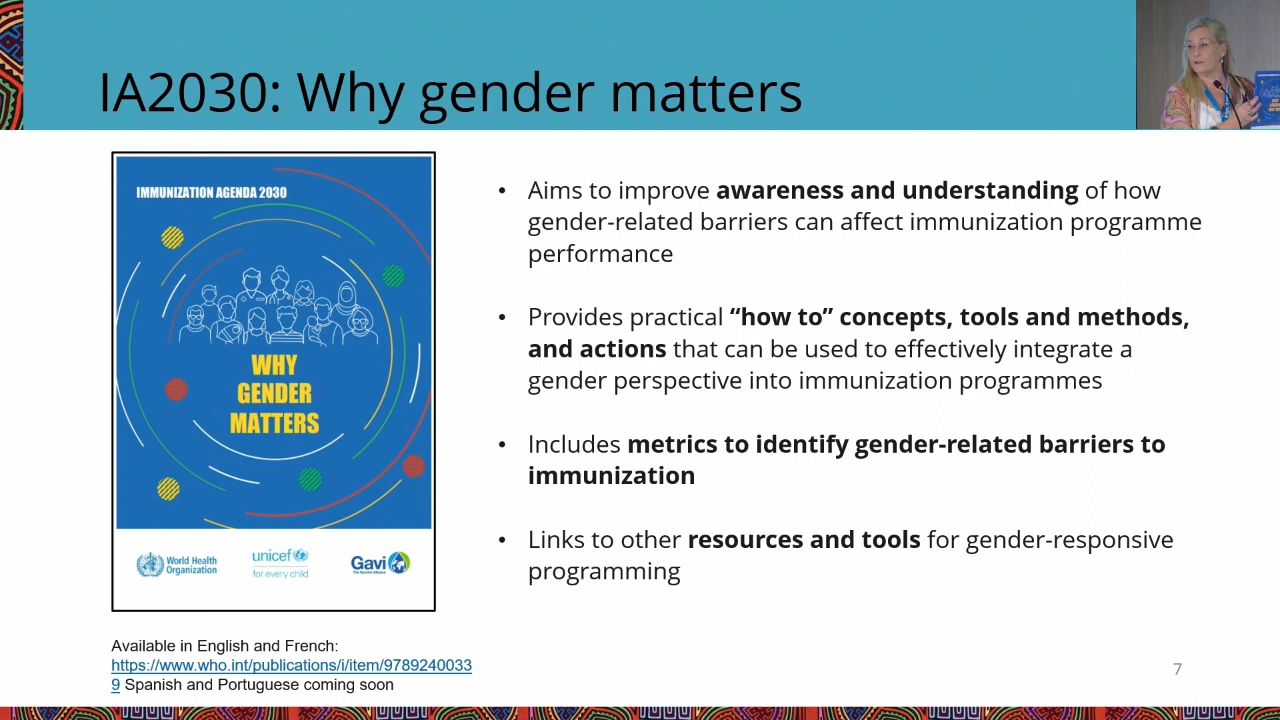 IA2030: Why gender matters
IMMUNIZATION AGENDA 2030
WHY
GENDER
MATTERS
World Health
Organization
unicef
for every child
Gavi
The Vaccine Alliance
Available in English and French:
https://www.who.int/publications/i/item/9789240033
9 Spanish and Portuguese coming soon
• Aims to improve awareness and understanding of how
gender-related barriers can affect immunization programme
performance
• Provides practical “how to” concepts, tools and methods,
and actions that can be used to effectively integrate a
gender perspective into immunization programmes
• Includes metrics to identify gender-related barriers to
immunization
• Links to other resources and tools for gender-responsive
programming
7